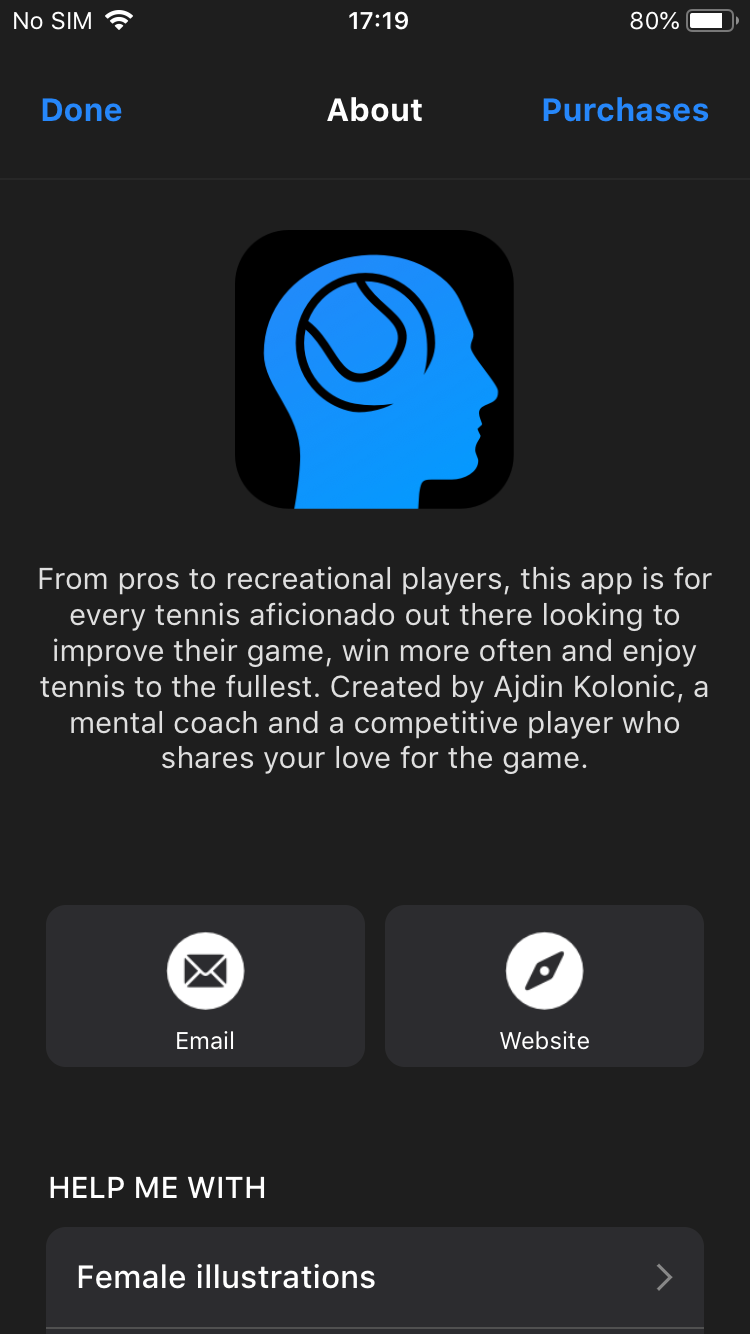 No SIM 17:19 80%
Done About Purchases
From pros to recreational players, this app is for
every tennis aficionado out there looking to
improve their game, win more often and enjoy
tennis to the fullest. Created by Ajdin Kolonic, a
mental coach and a competitive player who
shares your love for the game.
Email Website
HELP ME WITH
Female illustrations